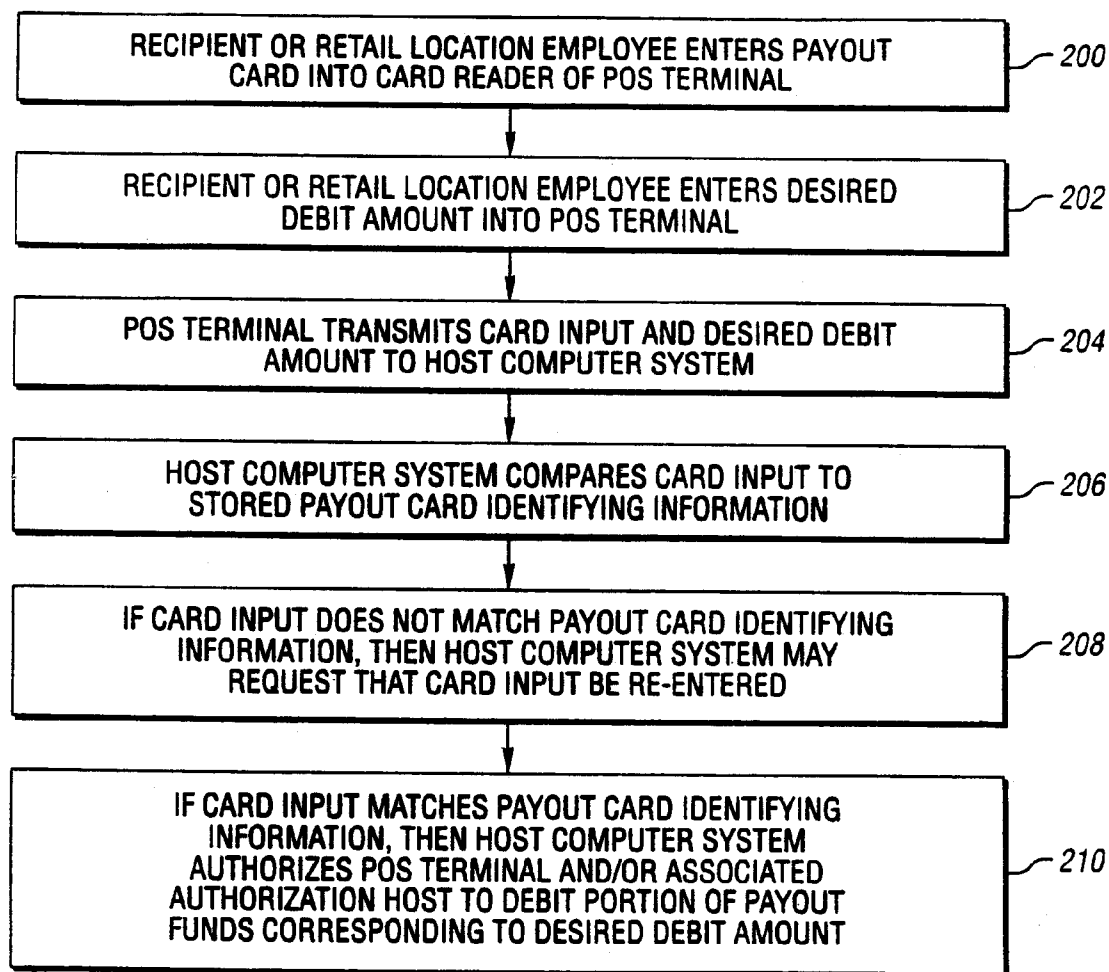 RECIPIENT OR RETAIL LOCATION EMPLOYEE ENTERS PAYOUT
CARD INTO CARD READER OF POS TERMINAL
200
RECIPIENT OR RETAIL LOCATION EMPLOYEE ENTERS DESIRED
DEBIT AMOUNT INTO POS TERMINAL
202
POS TERMINAL TRANSMITS CARD INPUT AND DESIRED DEBIT
AMOUNT TO HOST COMPUTER SYSTEM
204
HOST COMPUTER SYSTEM COMPARES CARD INPUT TO
STORED PAYOUT CARD IDENTIFYING INFORMATION
206
IF CARD INPUT DOES NOT MATCH PAYOUT CARD IDENTIFYING
INFORMATION, THEN HOST COMPUTER SYSTEM MAY
REQUEST THAT CARD INPUT BE RE-ENTERED
208
IF CARD INPUT MATCHES PAYOUT CARD IDENTIFYING
INFORMATION, THEN HOST COMPUTER SYSTEM
AUTHORIZES POS TERMINAL AND/OR ASSOCIATED
AUTHORIZATION HOST TO DEBIT PORTION OF PAYOUT
FUNDS CORRESPONDING TO DESIRED DEBIT AMOUNT
210